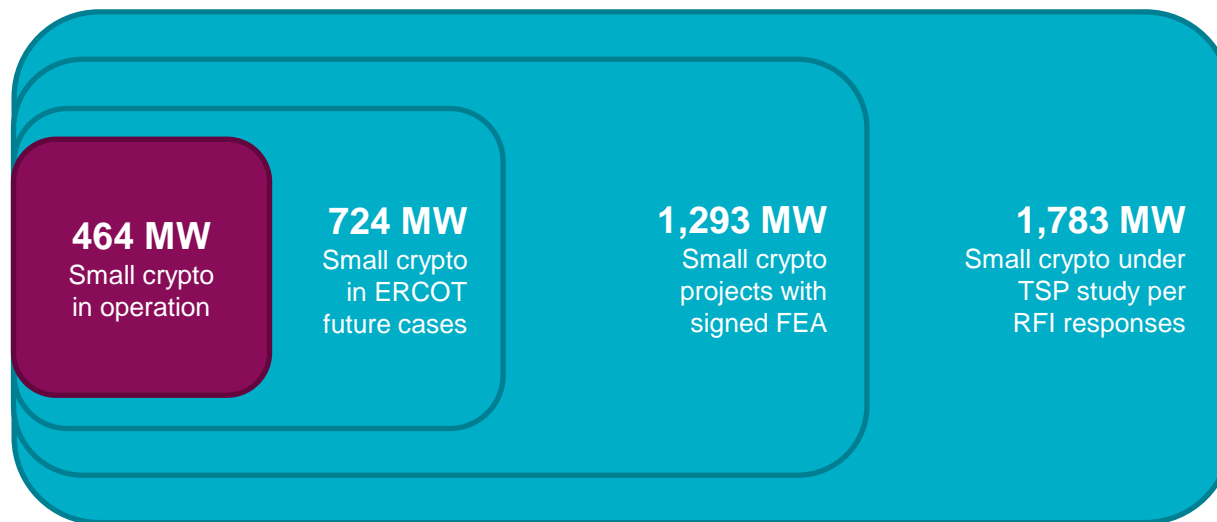 464 MW
Small crypto
in operation
724 MW
Small crypto
in ERCOT
future cases
1,293 MW
Small crypto
projects with
signed FEA
1,783 MW
Small crypto under
TSP study per
RFI responses